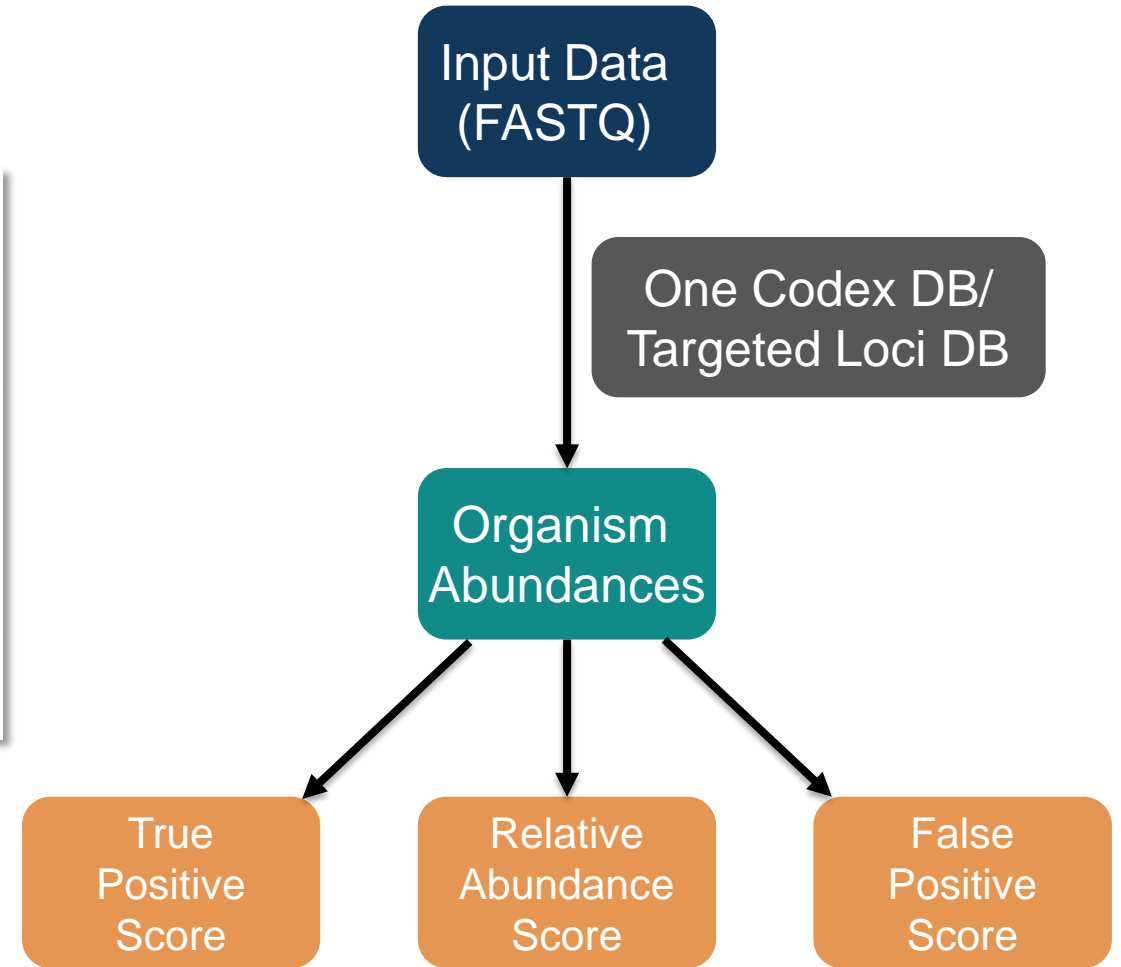 Input Data
(FASTQ)
One Codex DB/
Targeted Loci DB
Organism
Abundances
True
Positive
Score
Relative
Abundance
Score
False
Positive
Score